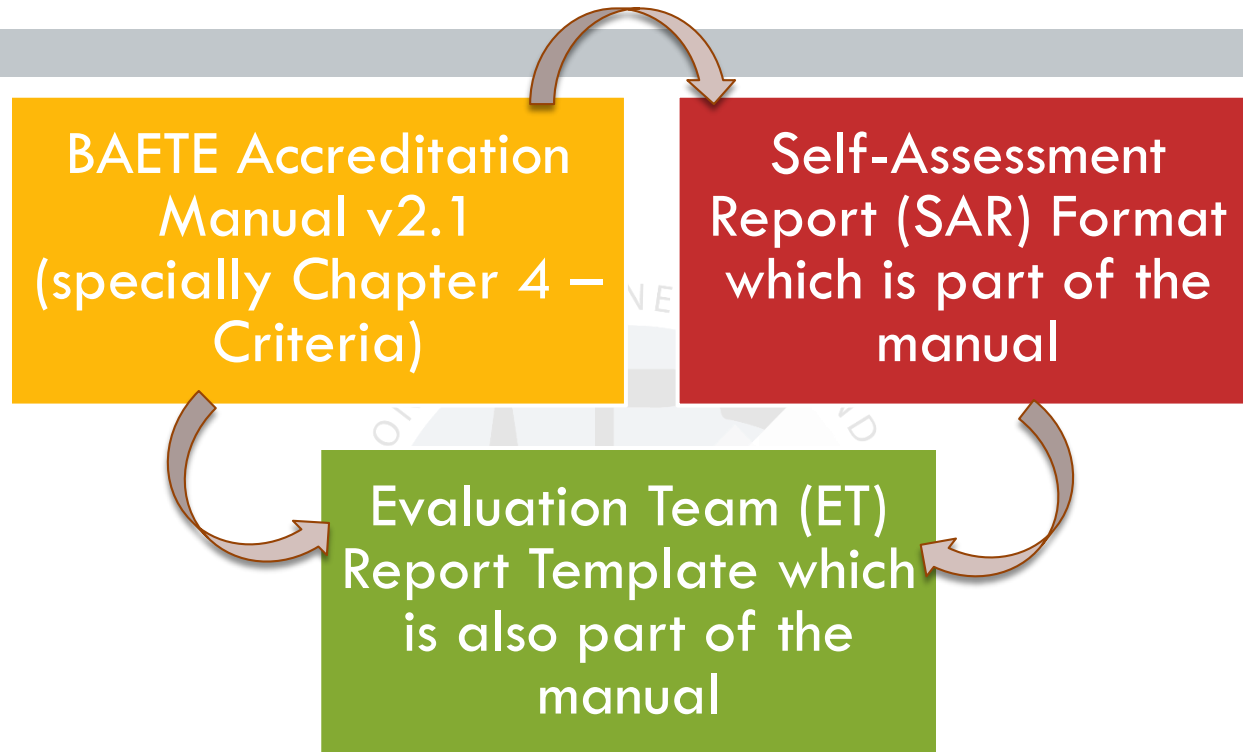 BAETE Accreditation
Manual v2.1
(specially Chapter 4 –
Criteria)
Self-Assessment
Report (SAR) Format
which is part of the
manual
Evaluation Team (ET)
Report Template which
is also part of the
manual